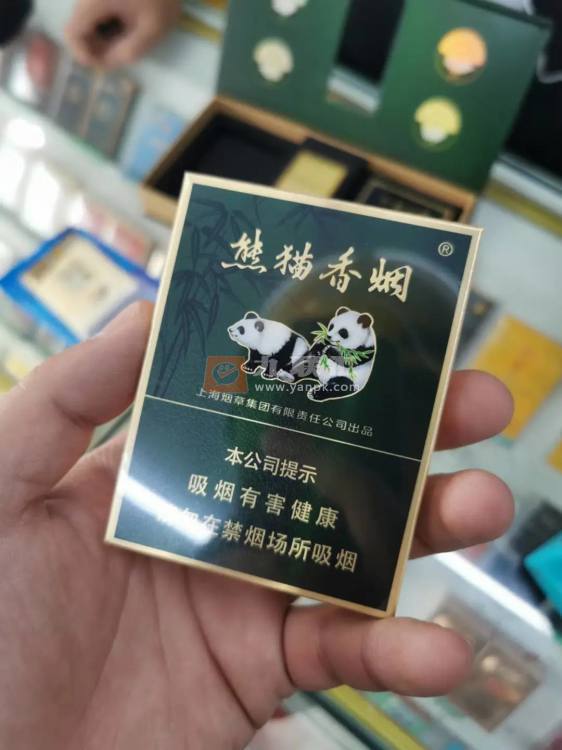 熊猫香烟
®
www.yanpk.com
上海烟草集团有限责任公司出品
本公司提示
吸烟有害健康
在禁烟场所吸烟